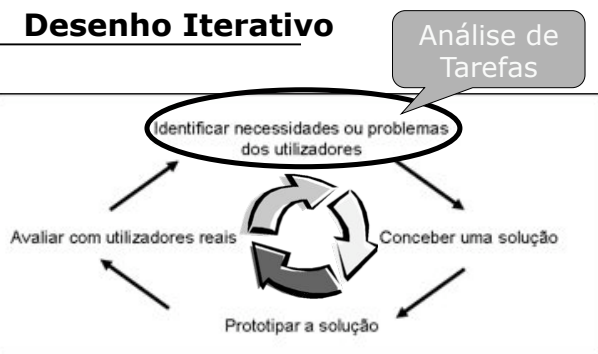 Desenho Iterativo
Análise de
Tarefas
Identificar necessidades ou problemas
dos utilizadores
Avaliar com utilizadores reais
Conceber uma solução
Prototipar a solução